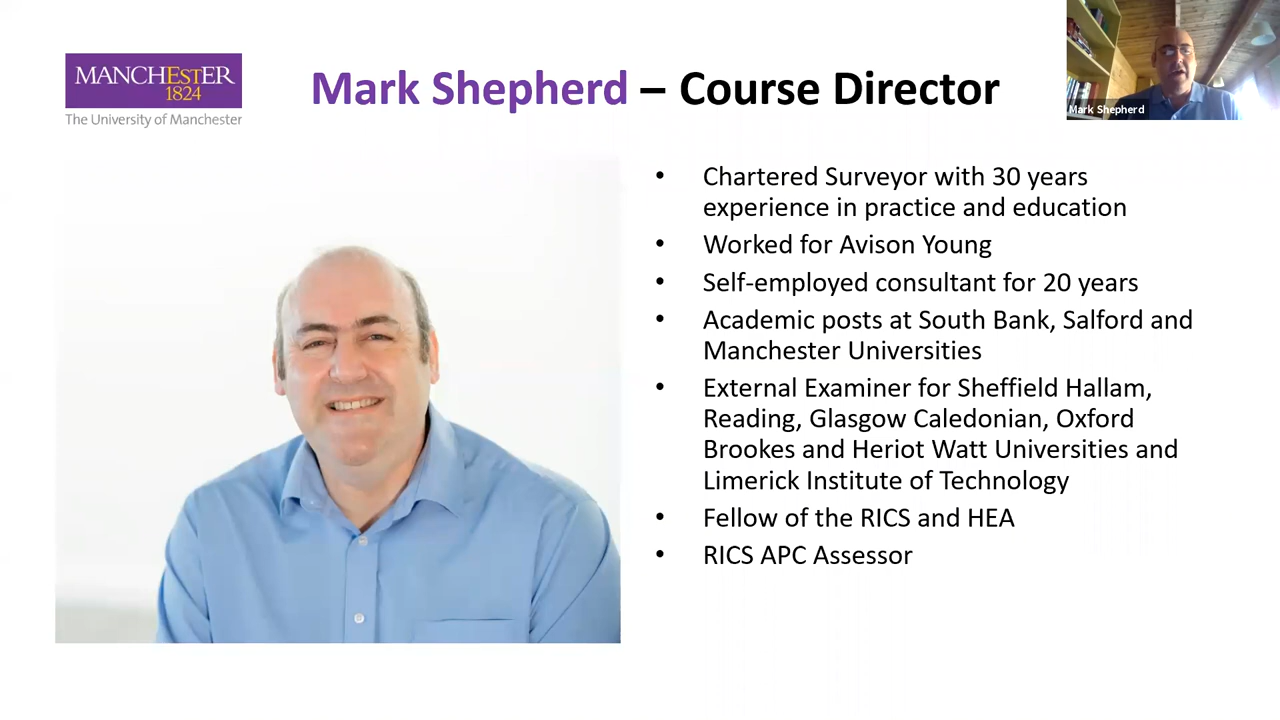 MANCHESTER
1824
The University of Manchester
Mark Shepherd – Course Director
Mark Shepherd
• Chartered Surveyor with 30 years
experience in practice and education
• Worked for Avison Young
• Self-employed consultant for 20 years
• Academic posts at South Bank, Salford and
Manchester Universities
• External Examiner for Sheffield Hallam,
Reading, Glasgow Caledonian, Oxford
Brookes and Heriot Watt Universities and
Limerick Institute of Technology
• Fellow of the RICS and HEA
• RICS APC Assessor